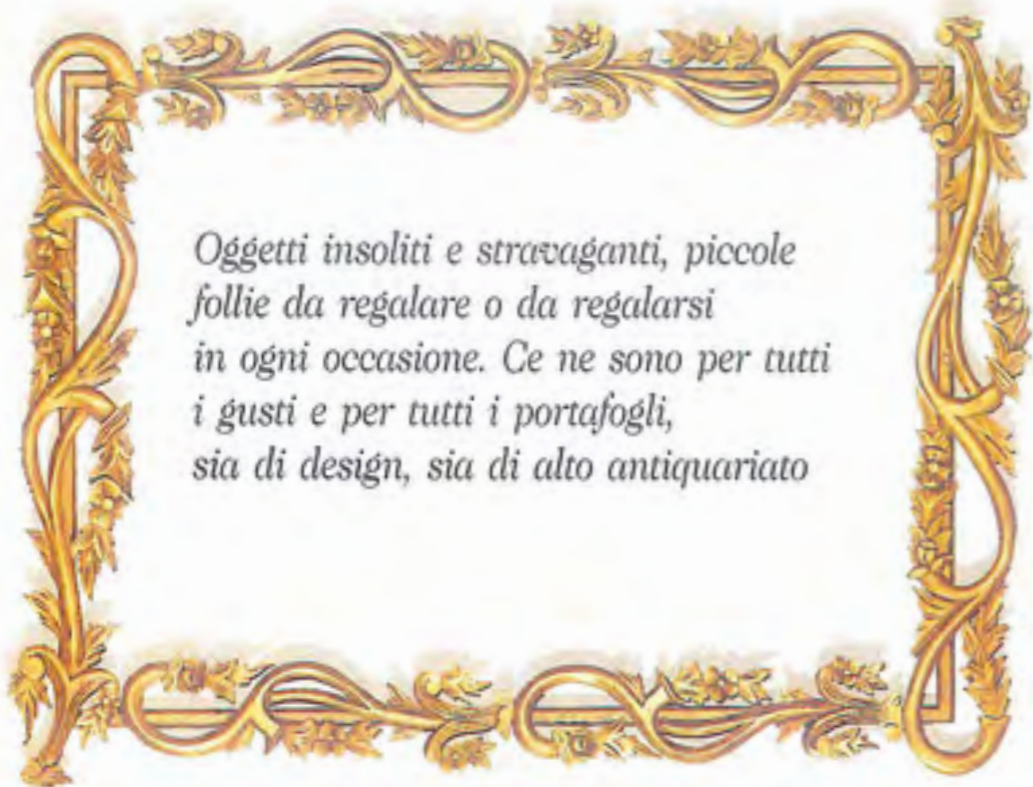 Oggetti insoliti e stravaganti, piccole
follie da regalare o da regalarsi
in ogni occasione. Ce ne sono per tutti
i gusti e per tutti i portafogli,
sia di design, sia di alto antiquariato